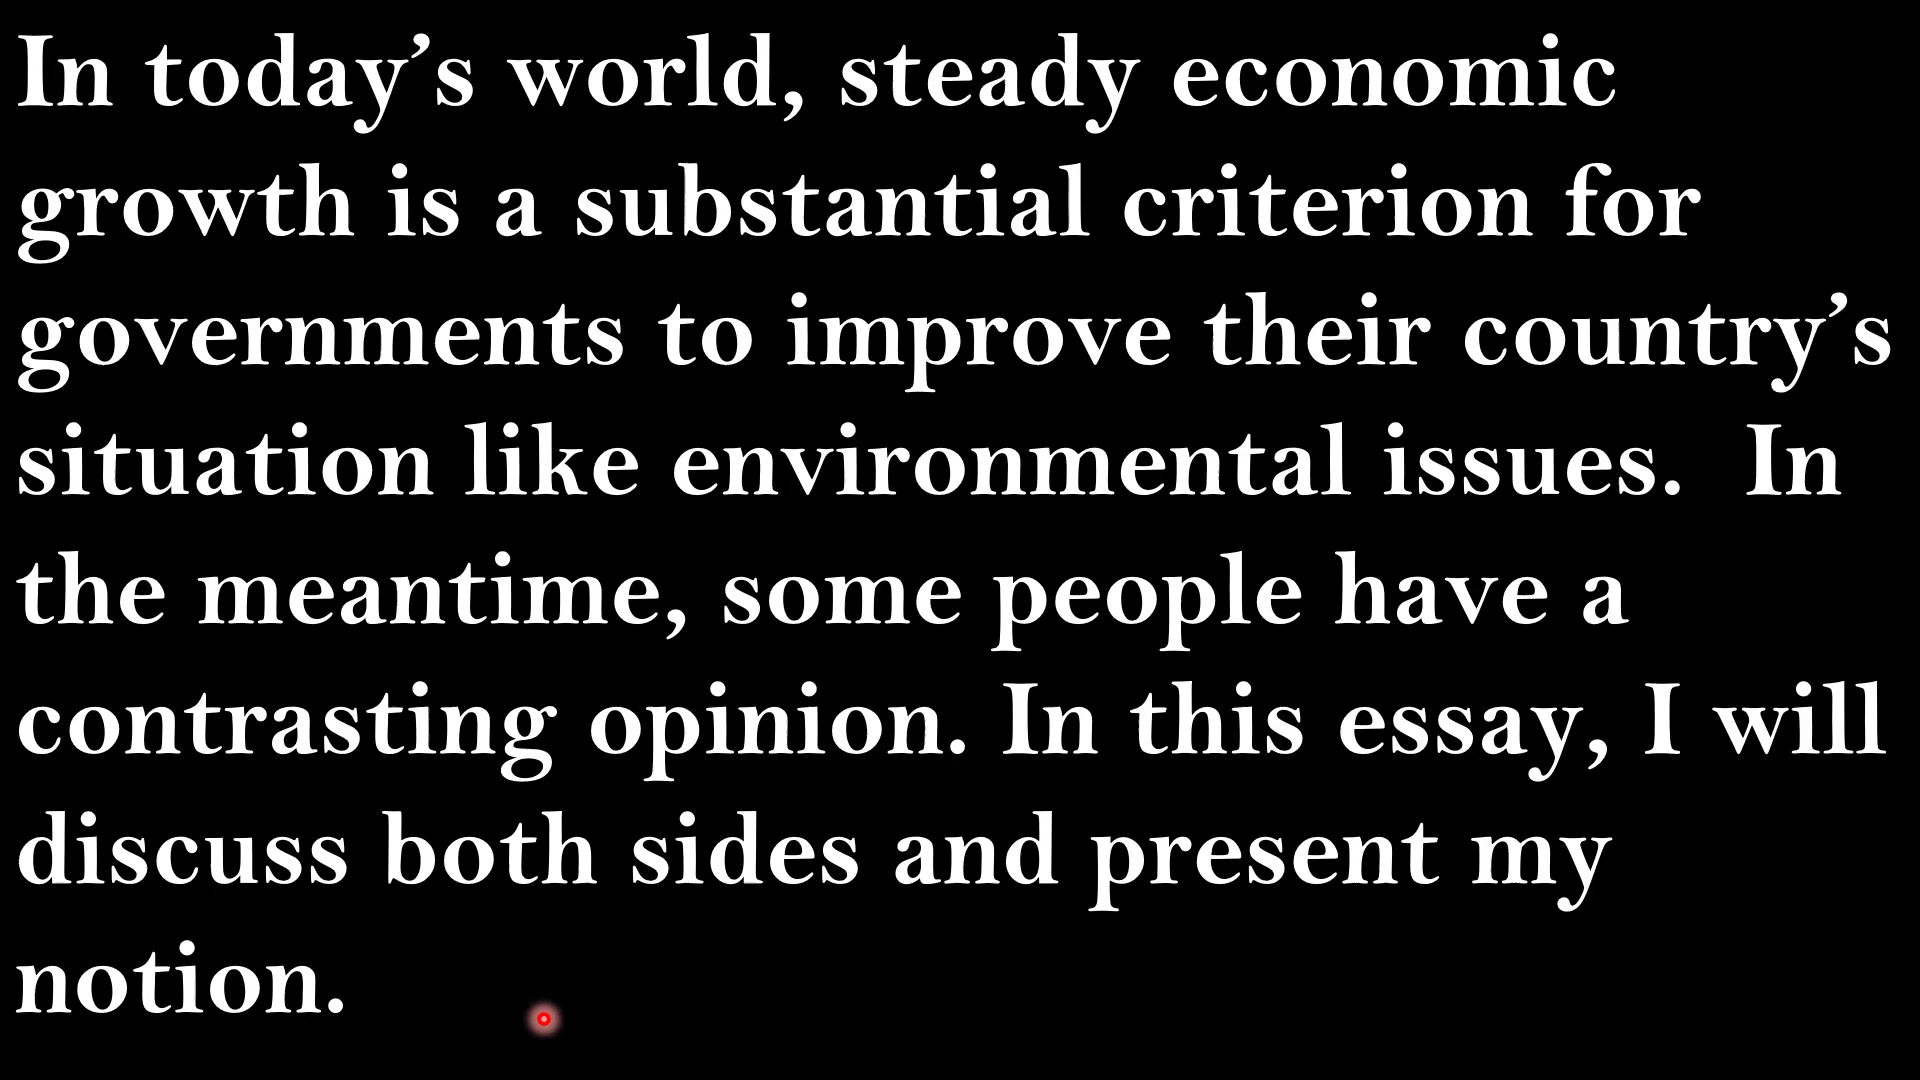 In today’s world, steady economic
growth is a substantial criterion for
governments to improve their country’s
situation like environmental issues.  In
the meantime, some people have a
contrasting opinion. In this essay, I will
discuss both sides and present my
notion.